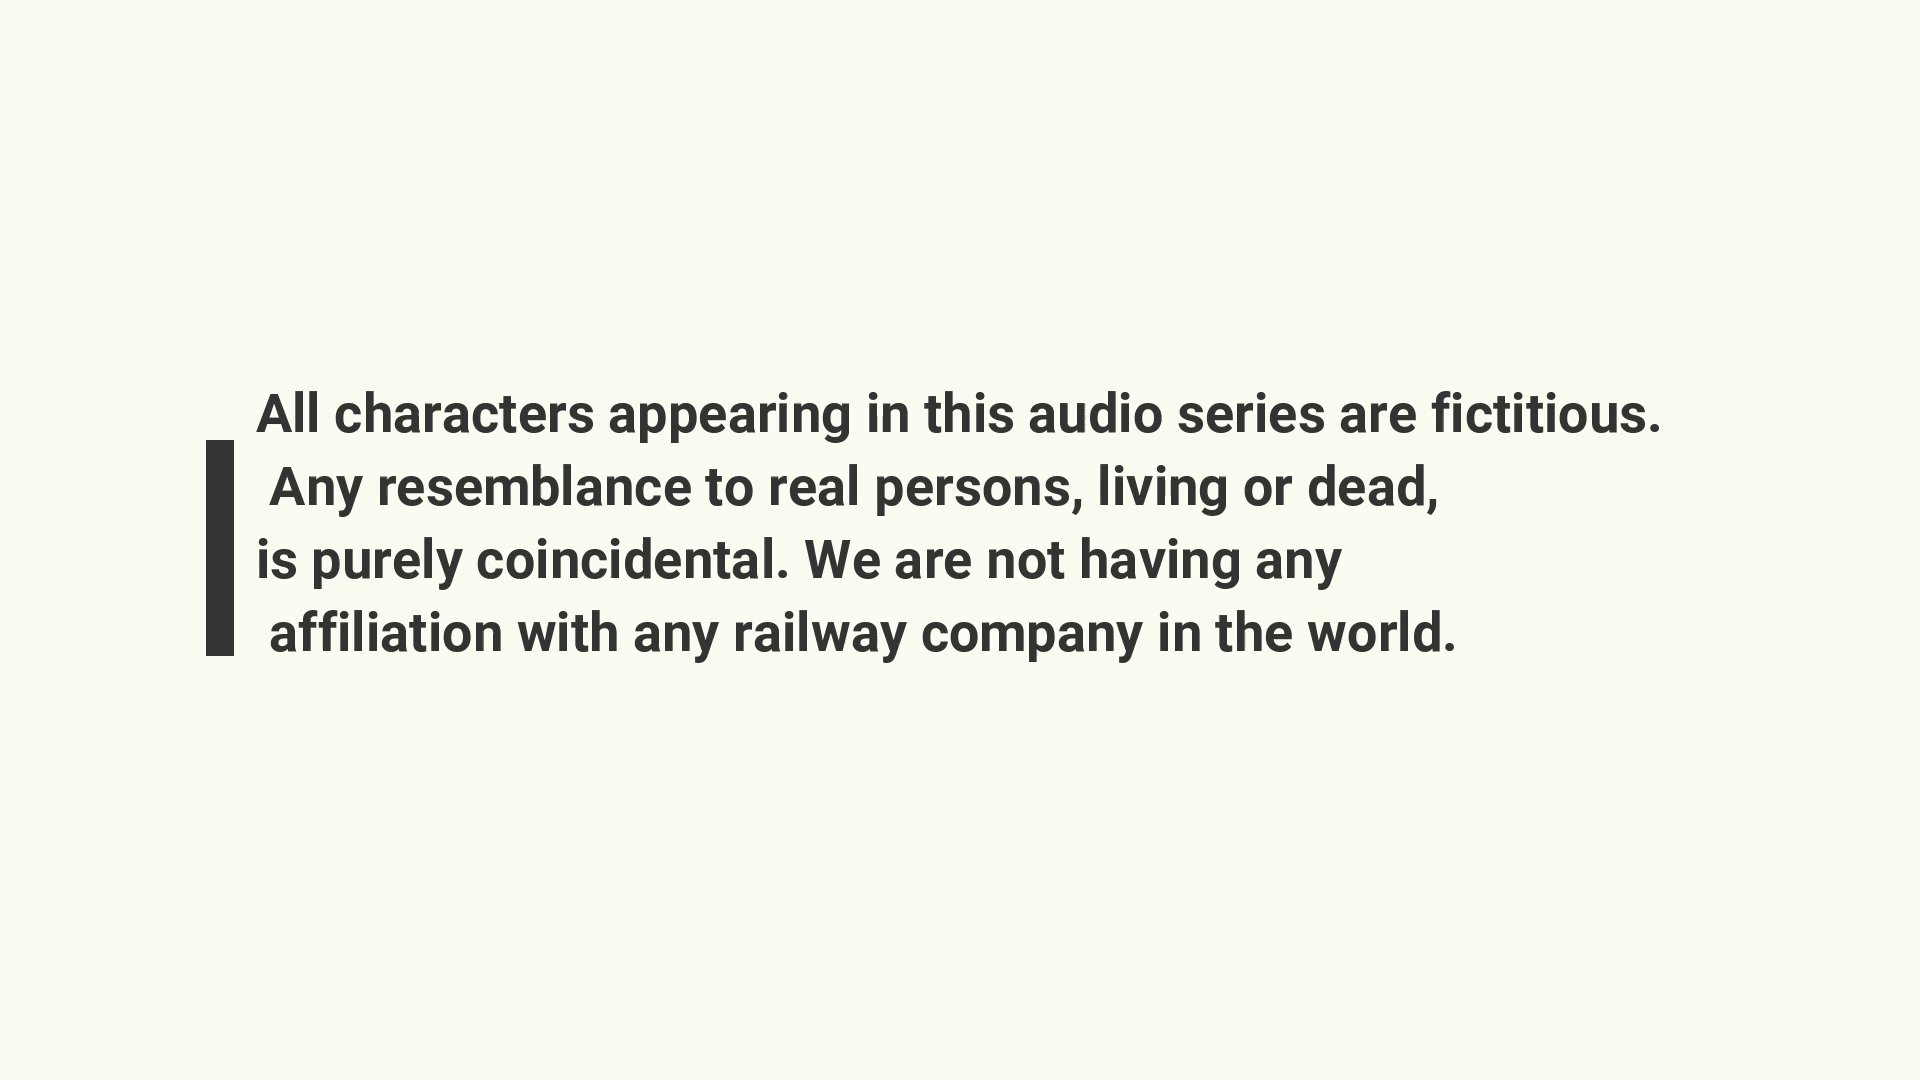 All characters appearing in this audio series are fictitious.
Any resemblance to real persons, living or dead,
is purely coincidental. We are not having any
affiliation with any railway company in the world.